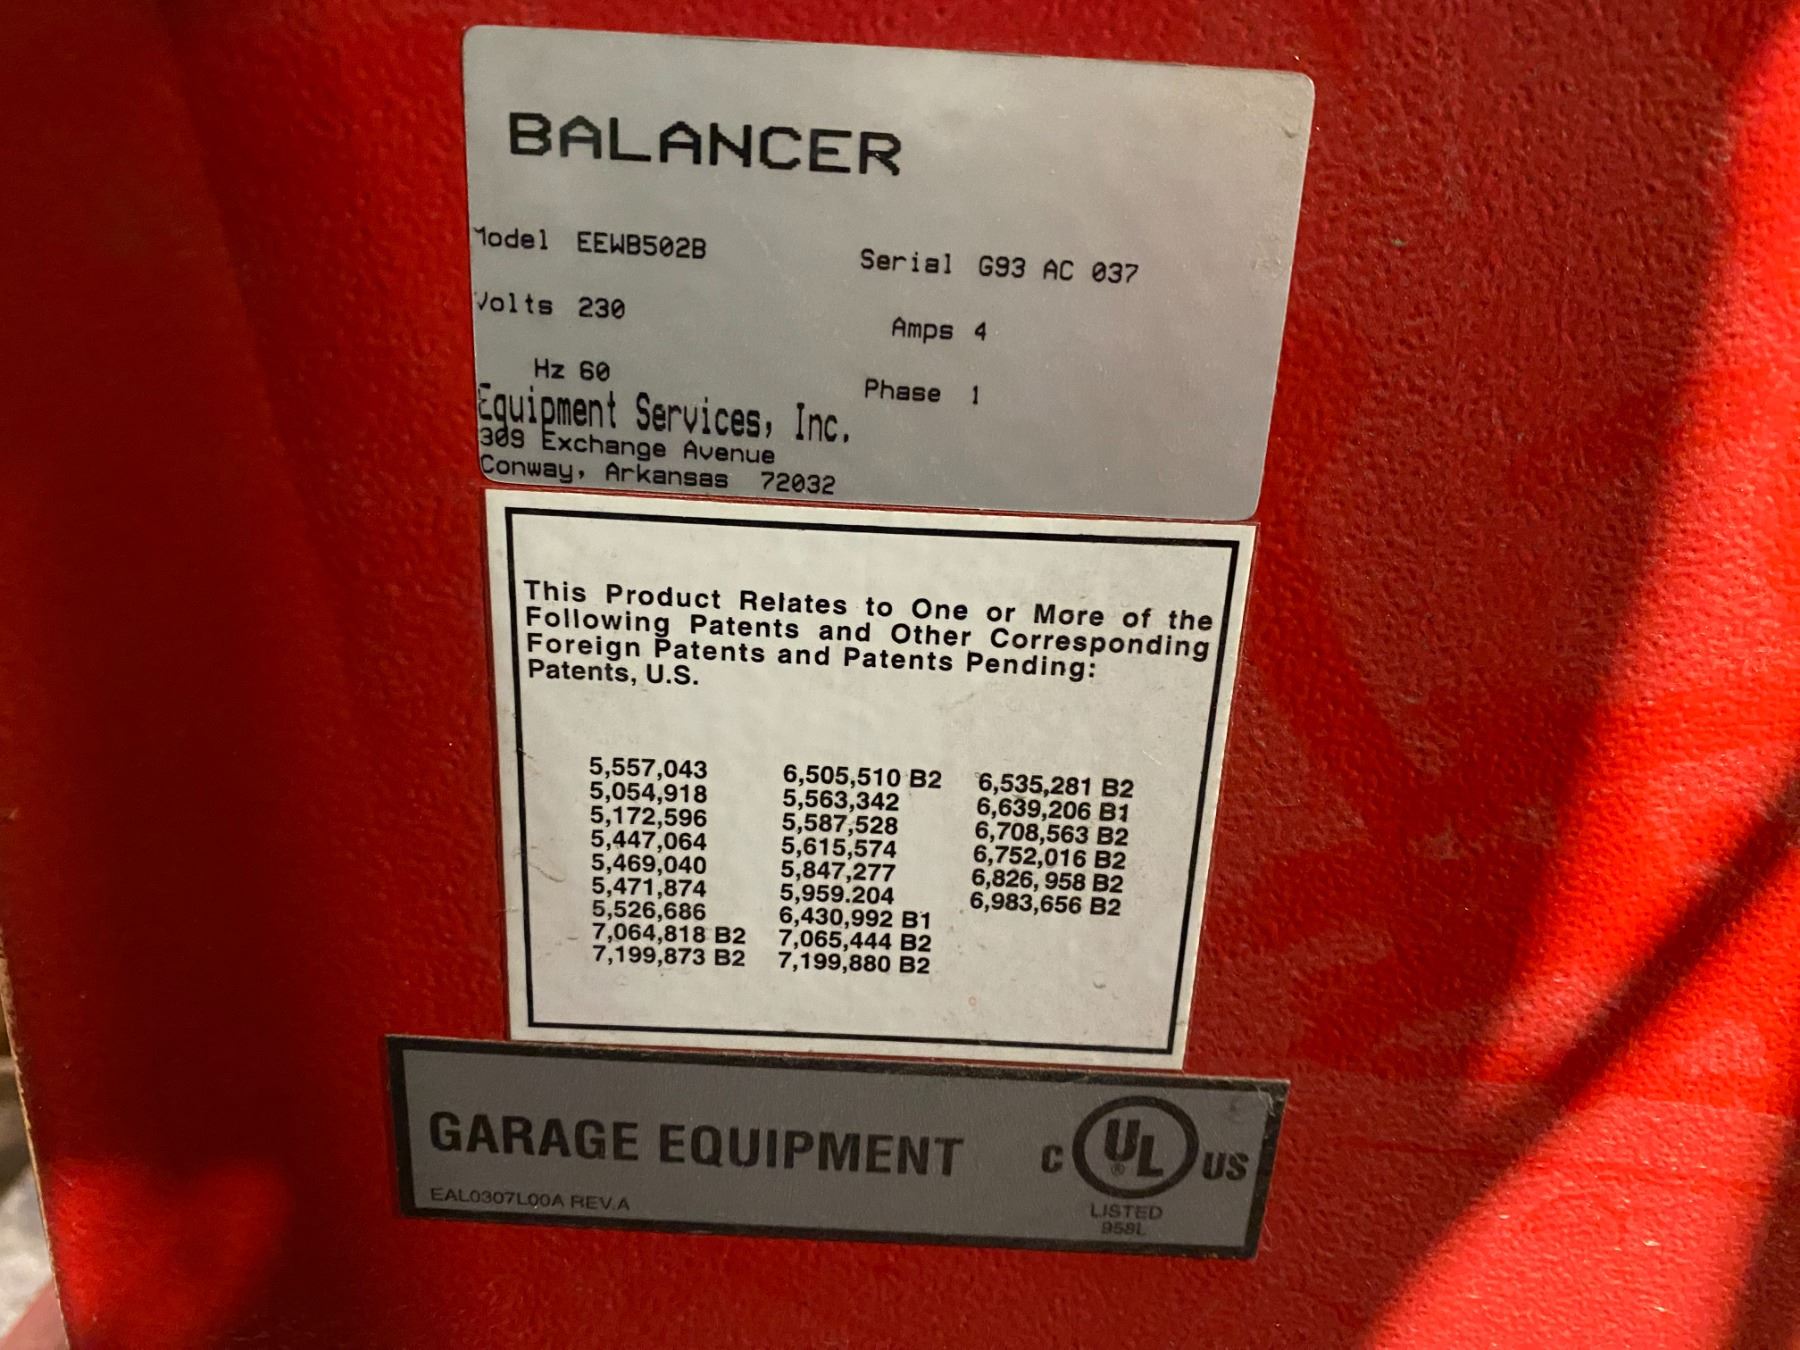 BALANCER
Model EEWB502B Serial G93 AC 037
Volts 230 Amps 4
Hz 60 Phase 1
Equipment Services, Inc.
309 Exchange Avenue
Conway, Arkansas 72032
This Product Relates to One or More of the
Following Patents and Other Corresponding
Foreign Patents and Patents Pending:
Patents, U.S.
5,557,043 6,505,510 B2 6,535,281 B2
5,054,918 5,563,342 6,639,206 B1
5,172,596 5,587,528 6,708,563 B2
5,447,064 5,615,574 6,752,016 B2
5,469,040 5,847,277 6,826, 958 B2
5,471,874 5,959.204 6,983,656 B2
5,526,686 6,430,992 B1
7,064,818 B2 7,065,444 B2
7,199,873 B2 7,199,880 B2
GARAGE EQUIPMENT
C UL ® US
EAL0307L00A REV.A
LISTED
958L